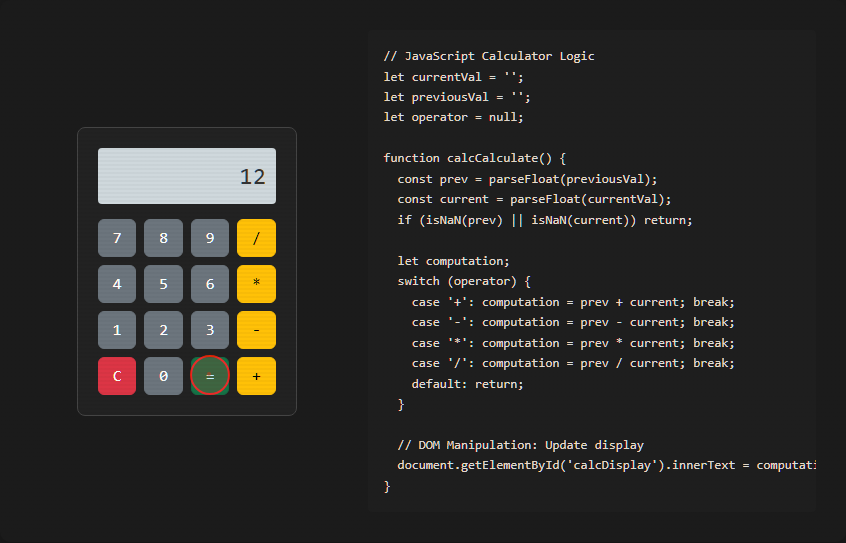 12
7 8 9 /
4 5 6 *
1 2 3 -
C 0 = +
// JavaScript Calculator Logic
let currentVal = '';
let previousVal = '';
let operator = null;
function calcCalculate() {
const prev = parseFloat(previousVal);
const current = parseFloat(currentVal);
if (isNaN(prev) || isNaN(current)) return;
let computation;
switch (operator) {
case '+': computation = prev + current; break;
case '-': computation = prev - current; break;
case '*': computation = prev * current; break;
case '/': computation = prev / current; break;
default: return;
}
// DOM Manipulation: Update display
document.getElementById('calcDisplay').innerText = computati
}